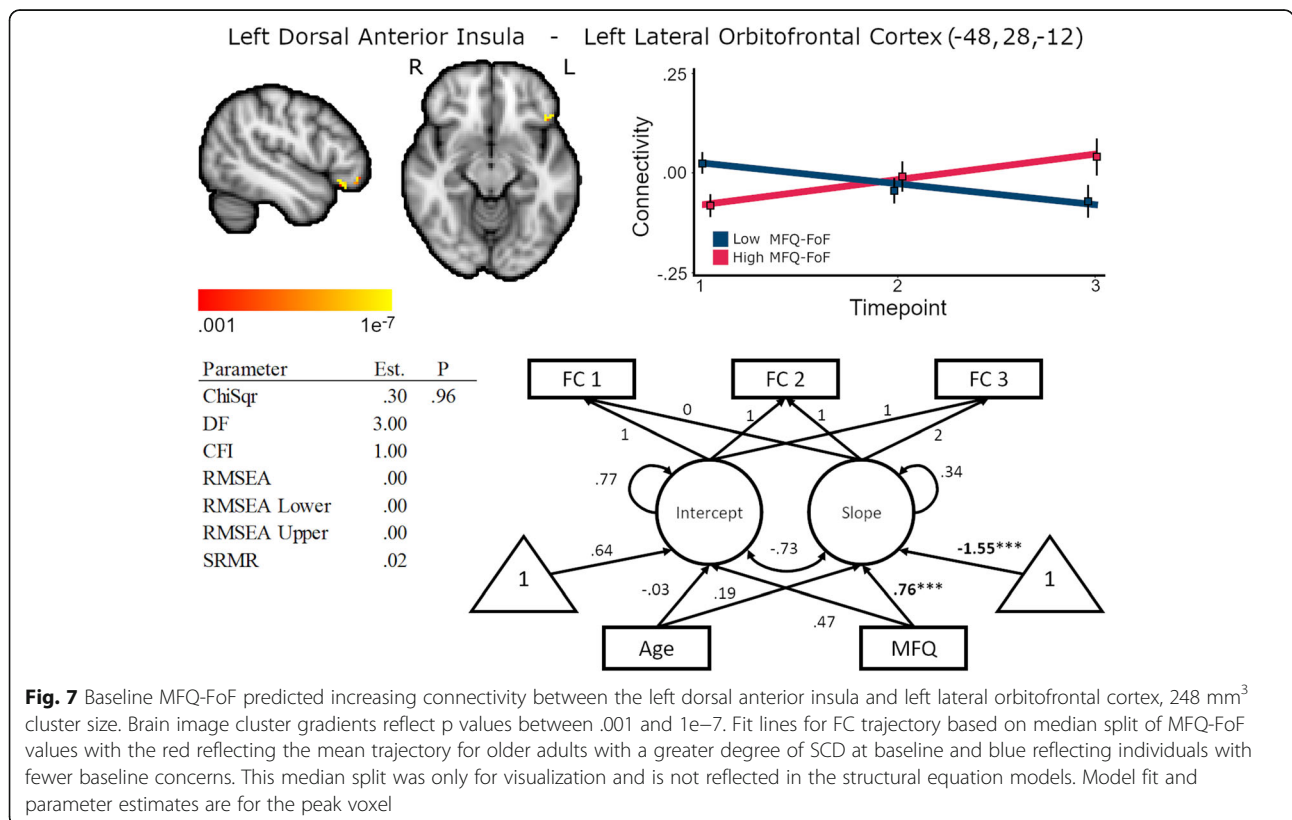 Left Dorsal Anterior Insula - Left Lateral Orbitofrontal Cortex (-48, 28, -12)
R L
.001 1e-7
Connectivity
.25
.00
-.25
Low MFQ-FoF
High MFQ-FoF
1 2 3
Timepoint
Parameter Est. P
ChiSqr .30 .96
DF 3.00
CFI 1.00
RMSEA .00
RMSEA Lower .00
RMSEA Upper .00
SRMR .02
FC 1 FC 2 FC 3
0 1 1 1
1 2
.77 .34
Intercept Slope
.64 -.73 -1.55***
1 1
-.03 .19 .76***
.47
Age MFQ
Fig. 7 Baseline MFQ-FoF predicted increasing connectivity between the left dorsal anterior insula and left lateral orbitofrontal cortex, 248 mm³
cluster size. Brain image cluster gradients reflect p values between .001 and 1e−7. Fit lines for FC trajectory based on median split of MFQ-FoF
values with the red reflecting the mean trajectory for older adults with a greater degree of SCD at baseline and blue reflecting individuals with
fewer baseline concerns. This median split was only for visualization and is not reflected in the structural equation models. Model fit and
parameter estimates are for the peak voxel